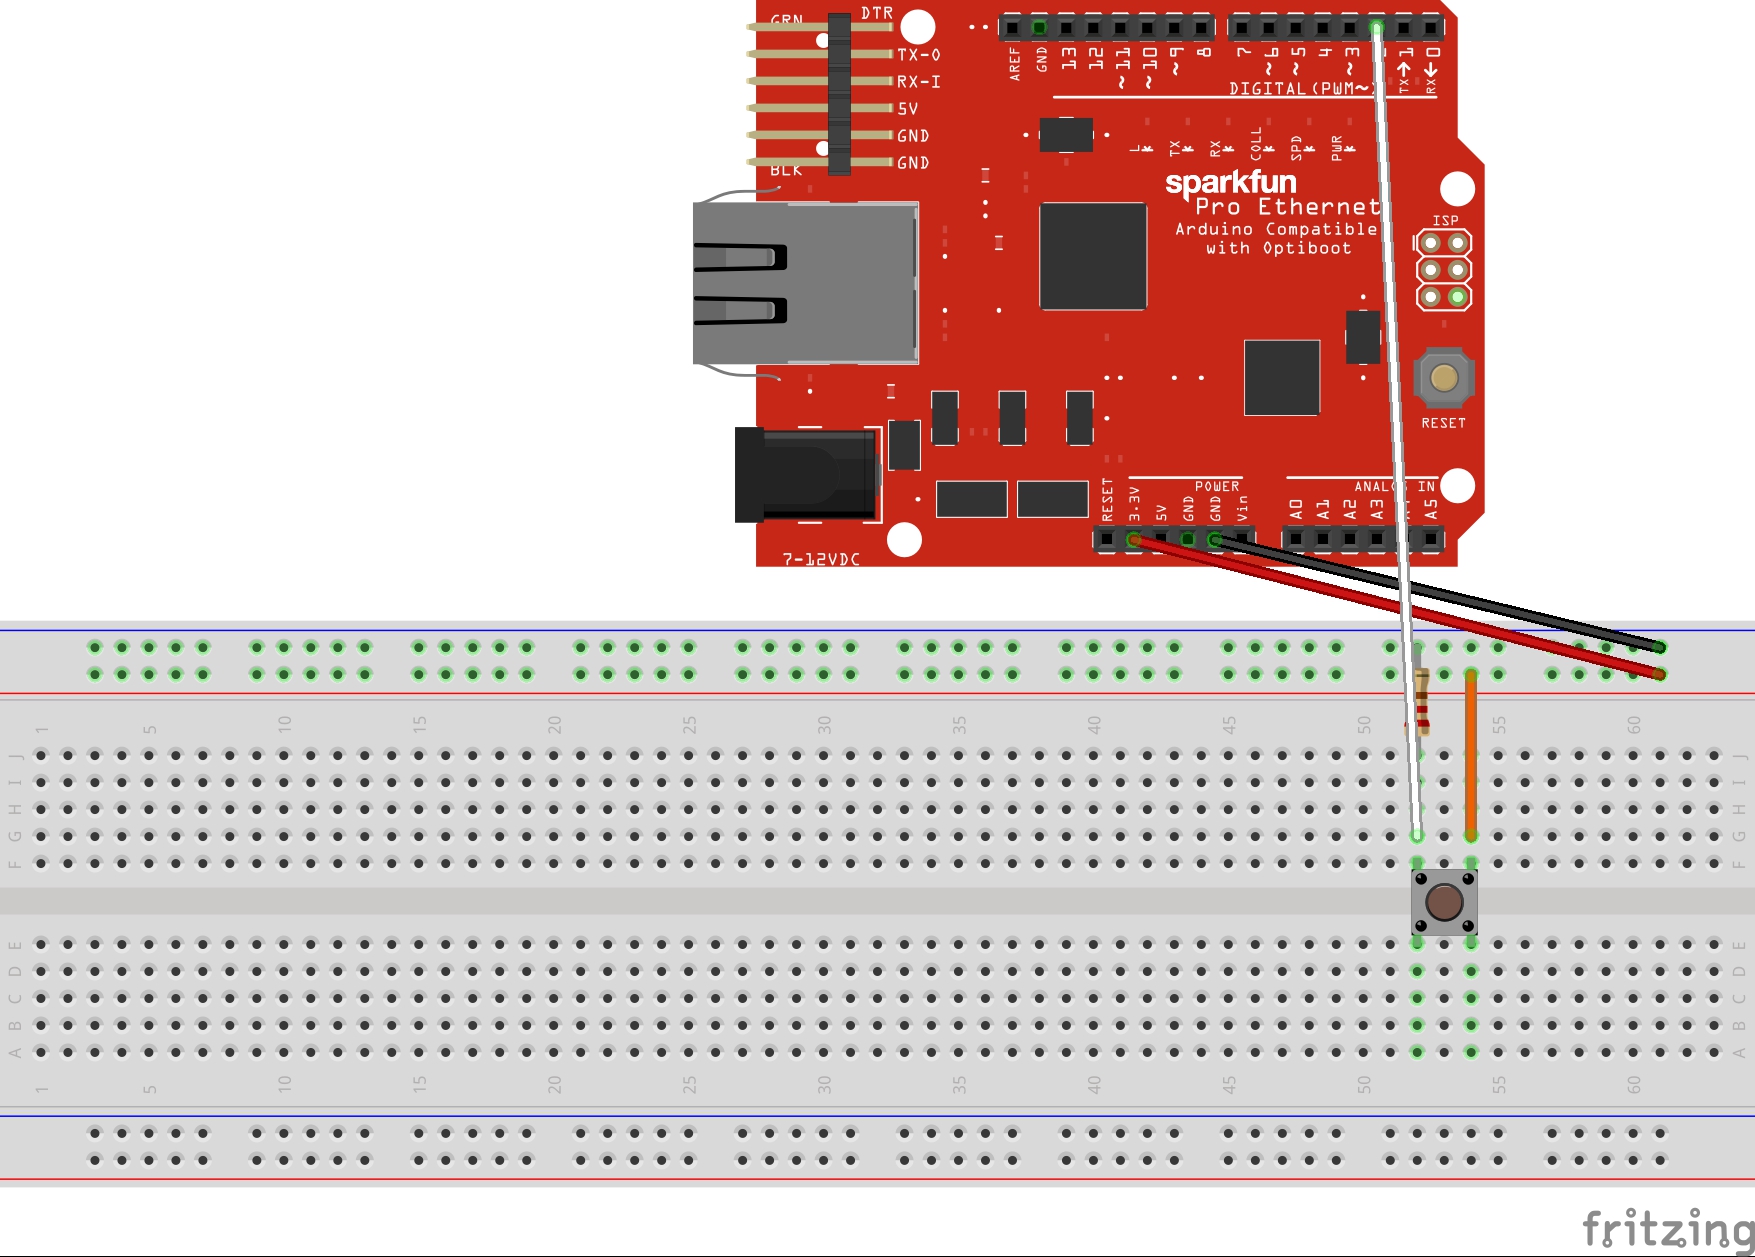 GRN
DTR
TX-0
RX-I
5V
GND
GND
BLK
AREF
GND
13
12
~11
~10
~9
8
7
~6
~5
4
~3
TX→1
RX←0
DIGITAL (PWM~)
L
TX
RX
COLL
SPD
PWR
sparkfun
Pro Ethernet
Arduino Compatible
with Optiboot
ISP
RESET
POWER
RESET
3.3V
5V
GND
GND
Vin
IN
A0
A1
A2
A3
A5
7-12VDC
1 5 10 15 20 25 30 35 40 45 50 55 60
J J
I I
H H
G G
F F
E E
D D
C C
B B
A A
1 5 10 15 20 25 30 35 40 45 50 55 60
fritzing